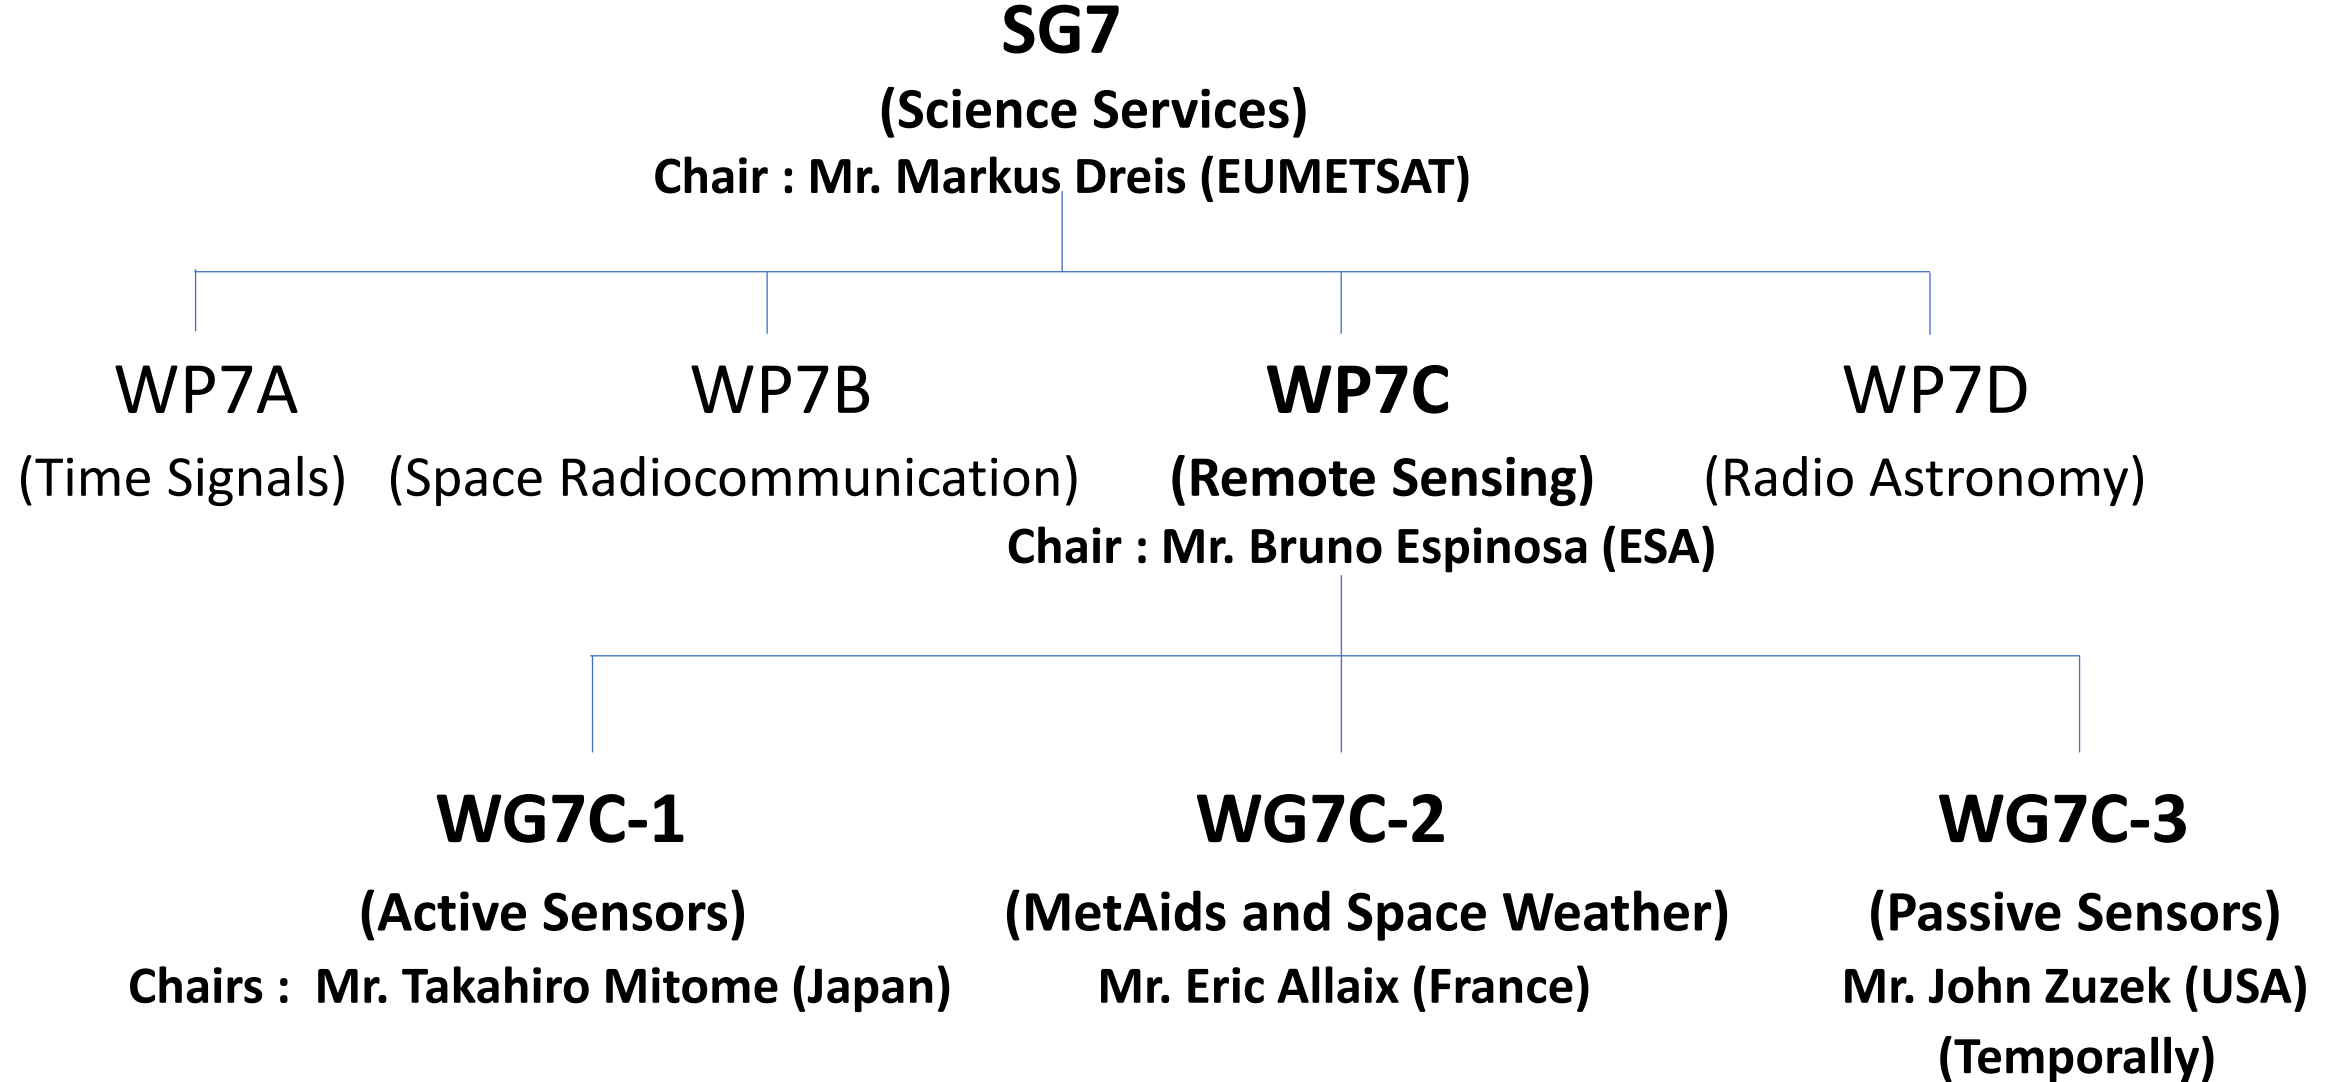 SG7
(Science Services)
Chair : Mr. Markus Dreis (EUMETSAT)
WP7A WP7B WP7C WP7D
(Time Signals) (Space Radiocommunication) (Remote Sensing) (Radio Astronomy)
Chair : Mr. Bruno Espinosa (ESA)
WG7C-1 WG7C-2 WG7C-3
(Active Sensors) (MetAids and Space Weather) (Passive Sensors)
Chairs : Mr. Takahiro Mitome (Japan) Mr. Eric Allaix (France) Mr. John Zuzek (USA)
(Temporally)